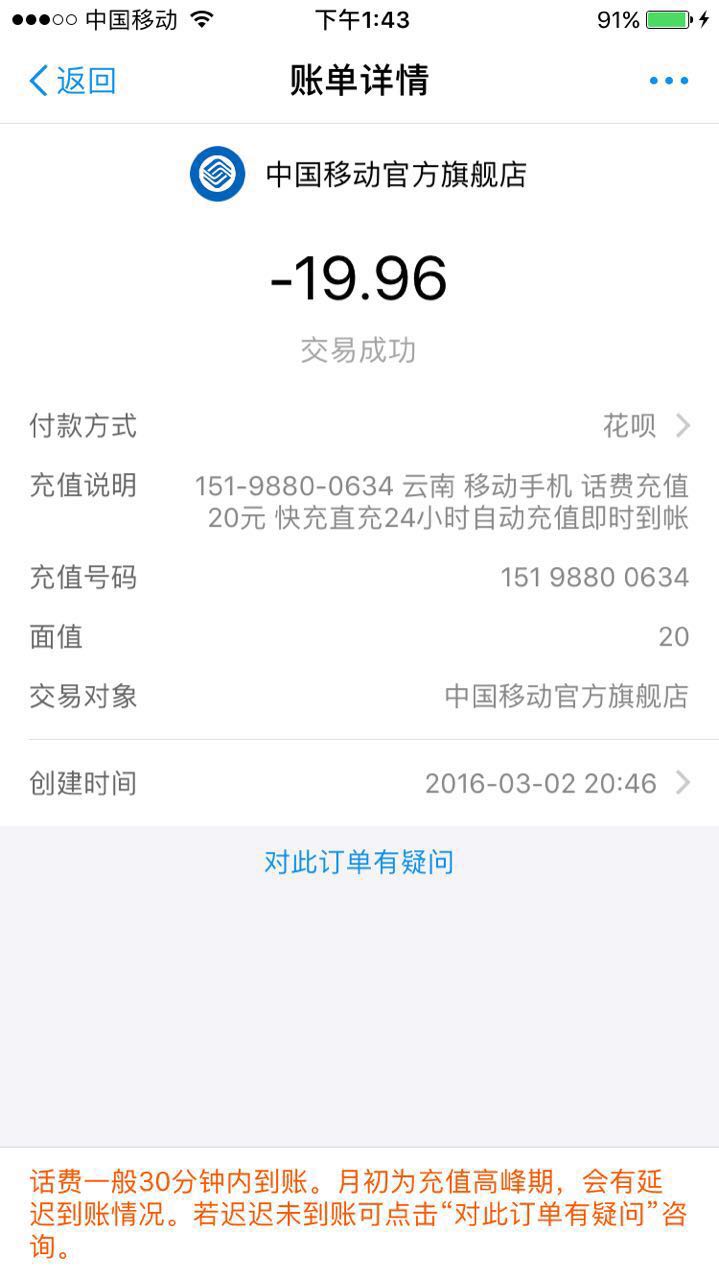 中国移动 下午1:43 91%
返回 账单详情
中国移动官方旗舰店
-19.96
交易成功
付款方式 花呗
充值说明 151-9880-0634 云南 移动手机 话费充值
20元 快充直充24小时自动充值即时到帐
充值号码 151 9880 0634
面值 20
交易对象 中国移动官方旗舰店
创建时间 2016-03-02 20:46
对此订单有疑问
话费一般30分钟内到账。月初为充值高峰期，会有延
迟到账情况。若迟迟未到账可点击“对此订单有疑问”咨
询。